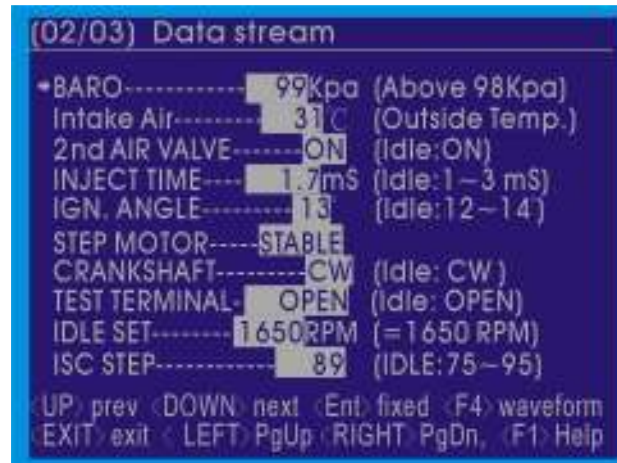 (02/03) Data stream
BARO----------- 99Kpa (Above 98Kpa)
Intake Air--------- 31 C (Outside Temp.)
2nd AIR VALVE-------ON (Idle:ON)
INJECT TIME---- 1.7mS (Idle:1~3 mS)
IGN. ANGLE--------- 13 (Idle:12~14)
STEP MOTOR-----STABLE
CRANKSHAFT---------CW (Idle: CW)
TEST TERMINAL- OPEN (Idle: OPEN)
IDLE SET-------- 1650RPM (=1650 RPM)
ISC STEP------------ 89 (IDLE:75~95)
<UP> prev <DOWN> next <Ent> fixed <F4> waveform
<EXIT> exit < LEFT> PgUp <RIGHT> PgDn, <F1> Help